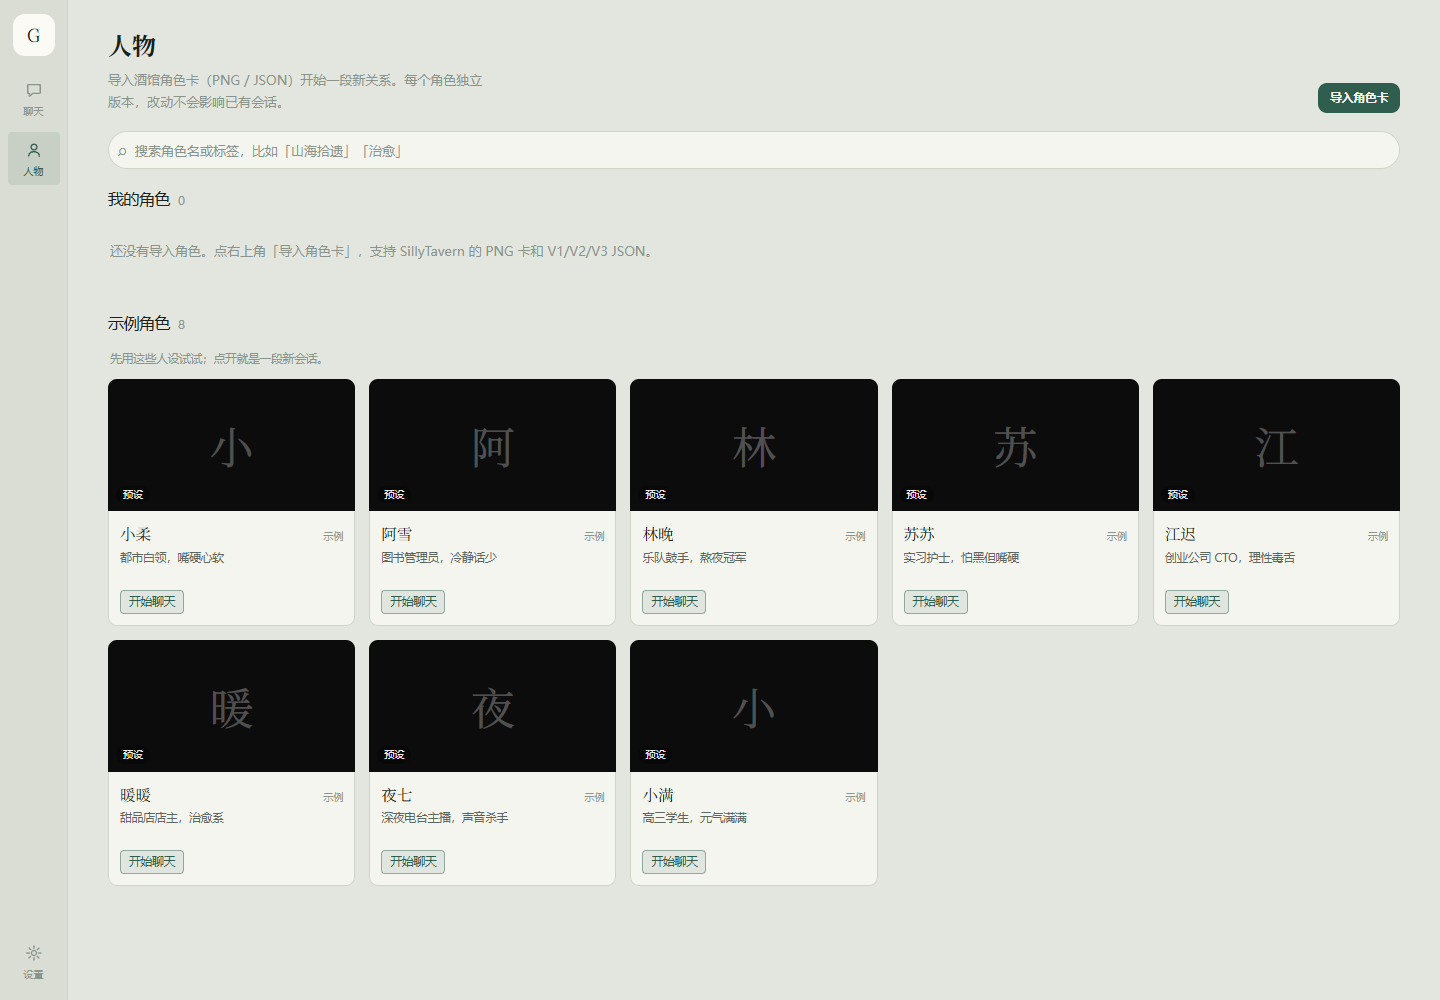 G
聊天
人物
设置
人物
导入酒馆角色卡（PNG / JSON）开始一段新关系。每个角色独立
版本，改动不会影响已有会话。
导入角色卡
搜索角色名或标签，比如「山海拾遗」「治愈」
我的角色 0
还没有导入角色。点右上角「导入角色卡」，支持 SillyTavern 的 PNG 卡和 V1/V2/V3 JSON。
示例角色 8
先用这些人设试试；点开就是一段新会话。
小
预设
小柔 示例
都市白领，嘴硬心软
开始聊天
阿
预设
阿雪 示例
图书管理员，冷静话少
开始聊天
林
预设
林晚 示例
乐队鼓手，熬夜冠军
开始聊天
苏
预设
苏苏 示例
实习护士，怕黑但嘴硬
开始聊天
江
预设
江迟 示例
创业公司 CTO，理性毒舌
开始聊天
暖
预设
暖暖 示例
甜品店店主，治愈系
开始聊天
夜
预设
夜七 示例
深夜电台主播，声音杀手
开始聊天
小
预设
小满 示例
高三学生，元气满满
开始聊天